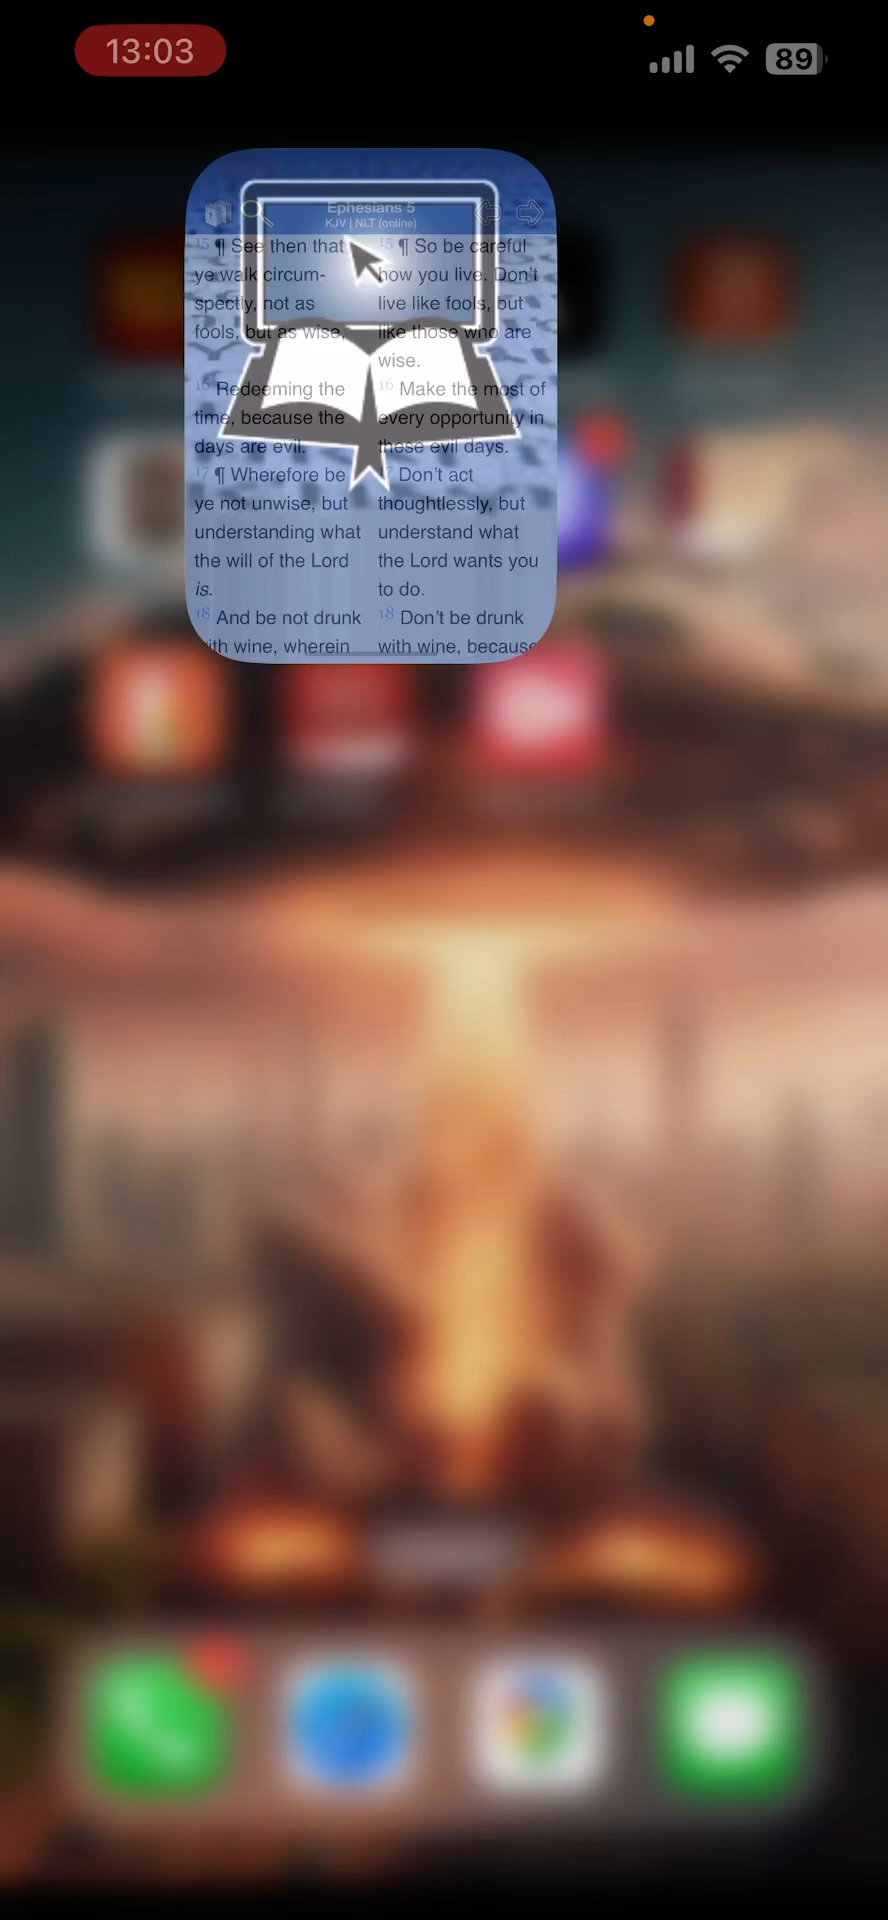 13:03
89
Ephesians 5
KJV | NLT (online)
15 ¶ See then that
ye walk circum-
spectly, not as
fools, but as wise,
16 Redeeming the
time, because the
days are evil.
17 ¶ Wherefore be
ye not unwise, but
understanding what
the will of the Lord
is.
18 And be not drunk
with wine, wherein
15 ¶ So be careful
how you live. Don't
live like fools, but
like those who are
wise.
16 Make the most of
every opportunity in
these evil days.
17 Don't act
thoughtlessly, but
understand what
the Lord wants you
to do.
18 Don't be drunk
with wine, because